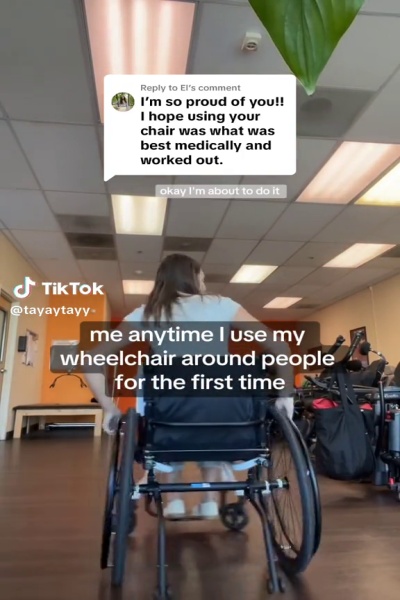 Reply to El's comment
I'm so proud of you!!
I hope using your
chair was what was
best medically and
worked out.
okay I'm about to do it
TikTok
@tayaytayy
me anytime I use my
wheelchair around people
for the first time